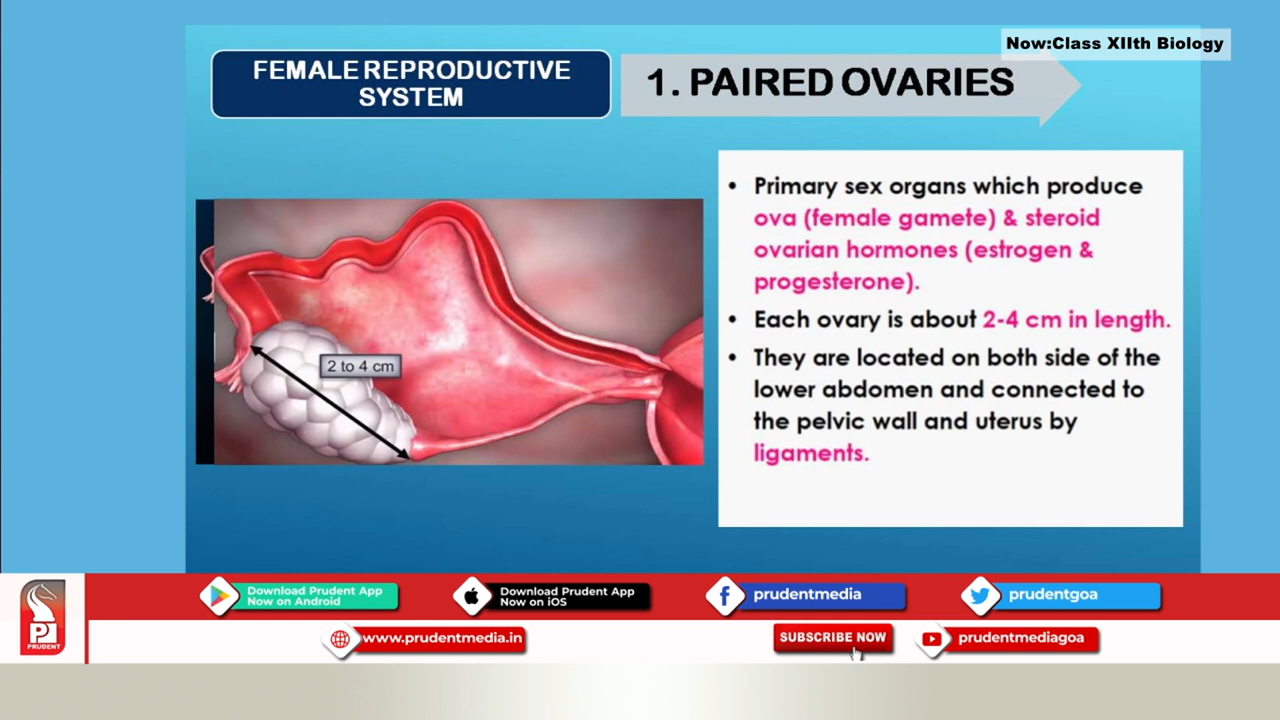 Now:Class XIIth Biology
FEMALE REPRODUCTIVE
SYSTEM
1. PAIRED OVARIES
2 to 4 cm
• Primary sex organs which produce
ova (female gamete) & steroid
ovarian hormones (estrogen &
progesterone).
• Each ovary is about 2-4 cm in length.
• They are located on both side of the
lower abdomen and connected to
the pelvic wall and uterus by
ligaments.
PRUDENT
Download Prudent App
Now on Android
Download Prudent App
Now on iOS
prudentmedia
prudentgoa
www.prudentmedia.in
SUBSCRIBE NOW
prudentmediagoa